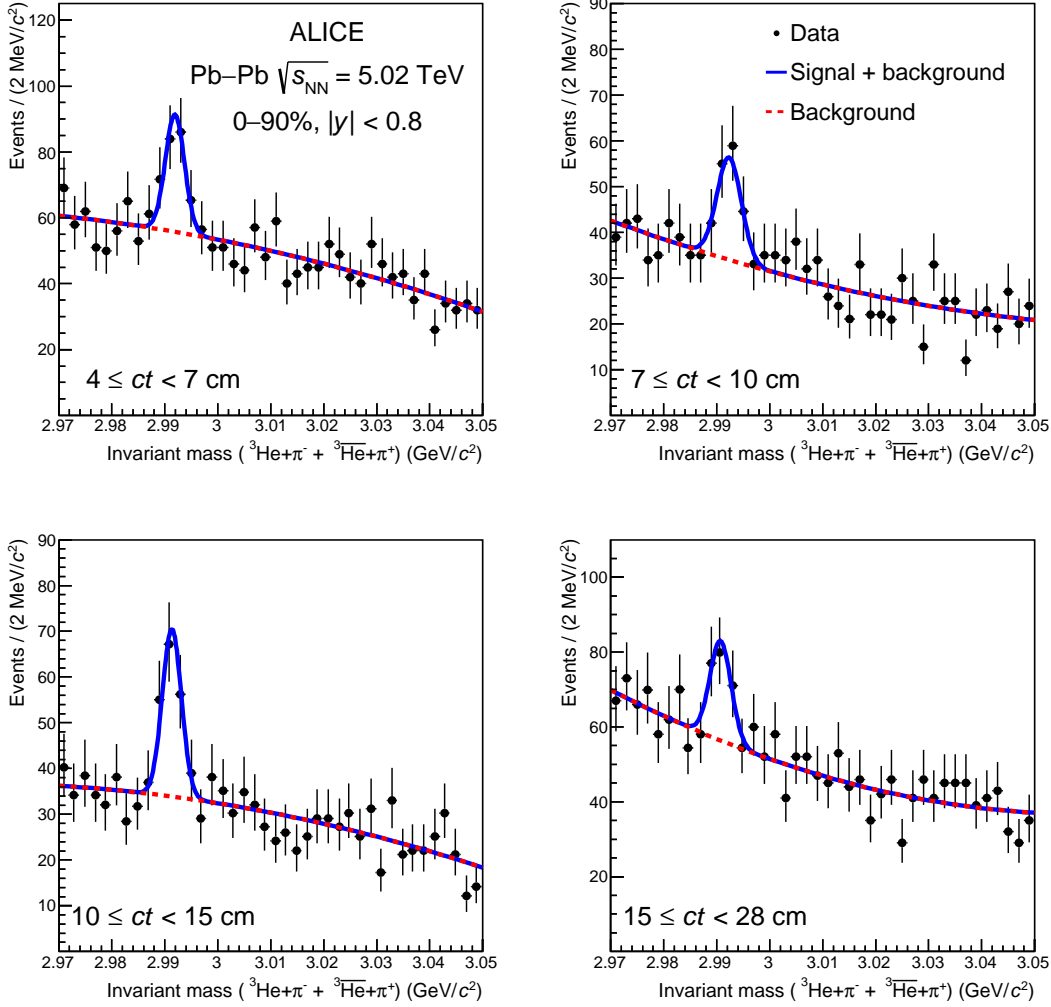 Events / (2 MeV/c²)
120
100
80
60
40
20
ALICE
Pb–Pb √sNN = 5.02 TeV
0–90%, |y| < 0.8
4 ≤ ct < 7 cm
2.97 2.98 2.99 3 3.01 3.02 3.03 3.04 3.05
Invariant mass ( ³He+π⁻ + ³H̅e̅+π⁺) (GeV/c²)
Events / (2 MeV/c²)
90
80
70
60
50
40
30
20
10
Data
Signal + background
Background
7 ≤ ct < 10 cm
2.97 2.98 2.99 3 3.01 3.02 3.03 3.04 3.05
Invariant mass ( ³He+π⁻ + ³H̅e̅+π⁺) (GeV/c²)
Events / (2 MeV/c²)
90
80
70
60
50
40
30
20
10
10 ≤ ct < 15 cm
2.97 2.98 2.99 3 3.01 3.02 3.03 3.04 3.05
Invariant mass ( ³He+π⁻ + ³H̅e̅+π⁺) (GeV/c²)
Events / (2 MeV/c²)
100
80
60
40
20
15 ≤ ct < 28 cm
2.97 2.98 2.99 3 3.01 3.02 3.03 3.04 3.05
Invariant mass ( ³He+π⁻ + ³H̅e̅+π⁺) (GeV/c²)